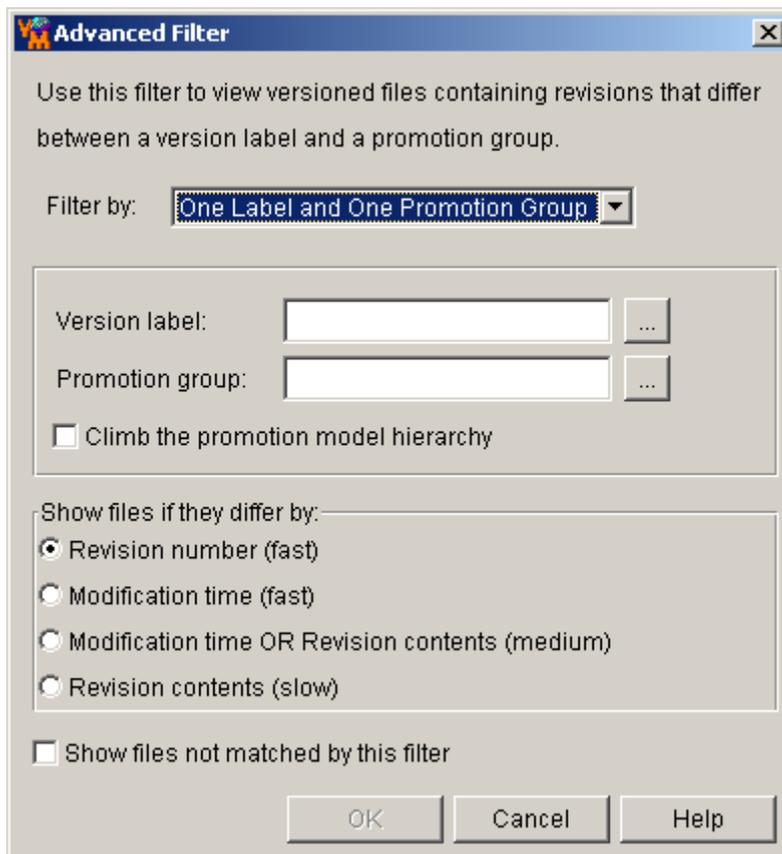 VM Advanced Filter
Use this filter to view versioned files containing revisions that differ
between a version label and a promotion group.
Filter by: One Label and One Promotion Group
Version label: ...
Promotion group: ...
Climb the promotion model hierarchy
Show files if they differ by:
Revision number (fast)
Modification time (fast)
Modification time OR Revision contents (medium)
Revision contents (slow)
Show files not matched by this filter
OK Cancel Help